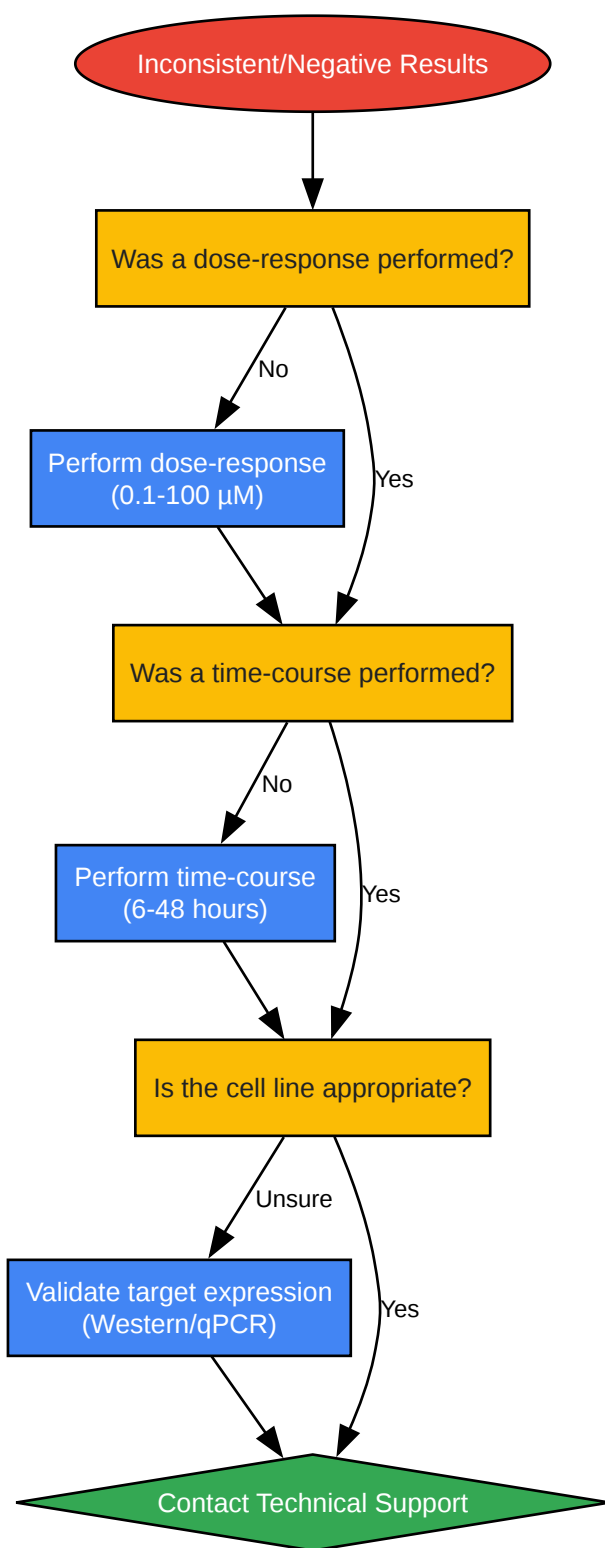 Inconsistent/Negative Results
Was a dose-response performed?
No
Perform dose-response
(0.1-100 µM)
Yes
Was a time-course performed?
No
Perform time-course
(6-48 hours)
Yes
Is the cell line appropriate?
Unsure
Validate target expression
(Western/qPCR)
Yes
Contact Technical Support